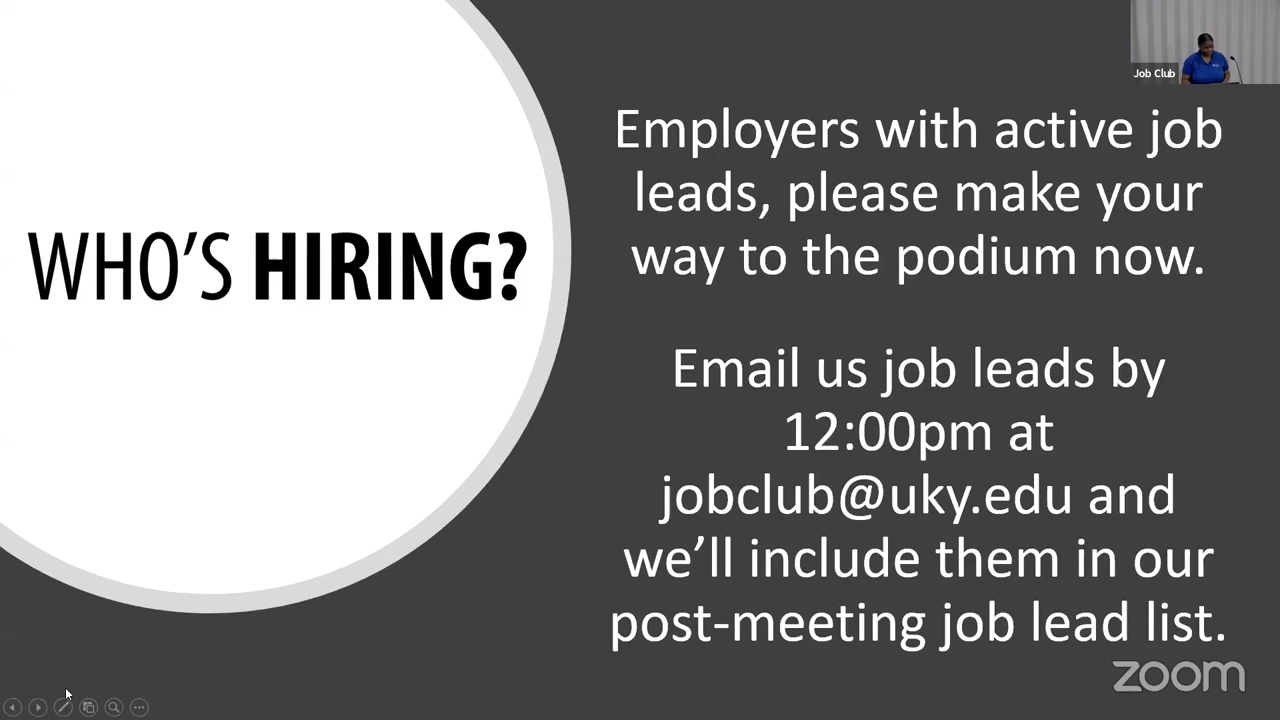 Job Club
WHO'S HIRING?
Employers with active job
leads, please make your
way to the podium now.
Email us job leads by
12:00pm at
jobclub@uky.edu and
we'll include them in our
post-meeting job lead list.
zoom